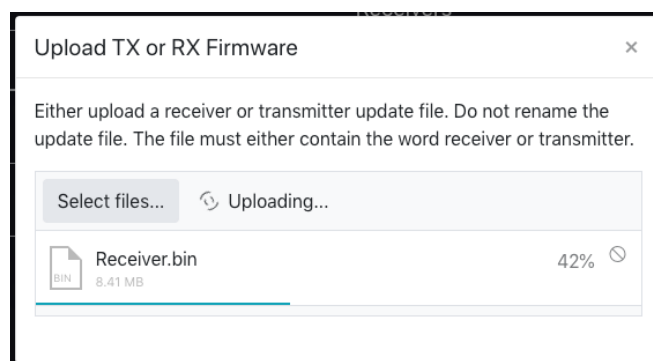 Receivers
Upload TX or RX Firmware
×
Either upload a receiver or transmitter update file. Do not rename the
update file. The file must either contain the word receiver or transmitter.
Select files... Uploading...
Receiver.bin 42%
BIN 8.41 MB